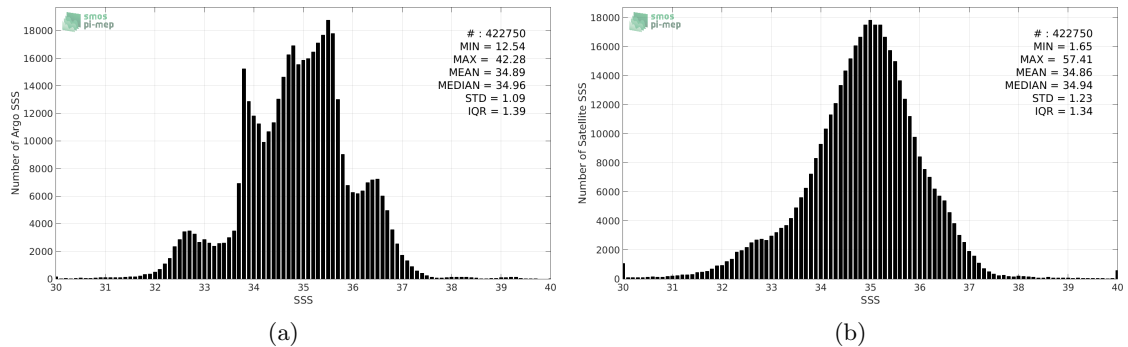 smos
pi-mep
# : 422750
MIN = 12.54
MAX = 42.28
MEAN = 34.89
MEDIAN = 34.96
STD = 1.09
IQR = 1.39
Number of Argo SSS
18000
16000
14000
12000
10000
8000
6000
4000
2000
0
30 31 32 33 34 35 36 37 38 39 40
SSS
(a)
smos
pi-mep
# : 422750
MIN = 1.65
MAX = 57.41
MEAN = 34.86
MEDIAN = 34.94
STD = 1.23
IQR = 1.34
Number of Satellite SSS
18000
16000
14000
12000
10000
8000
6000
4000
2000
0
30 31 32 33 34 35 36 37 38 39 40
SSS
(b)